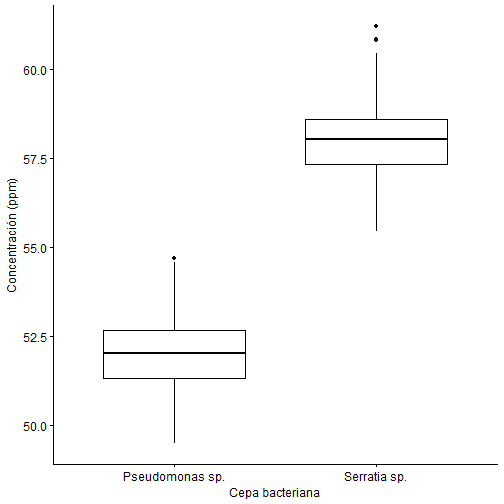 Concentración (ppm)
60.0
57.5
55.0
52.5
50.0
Pseudomonas sp.
Serratia sp.
Cepa bacteriana